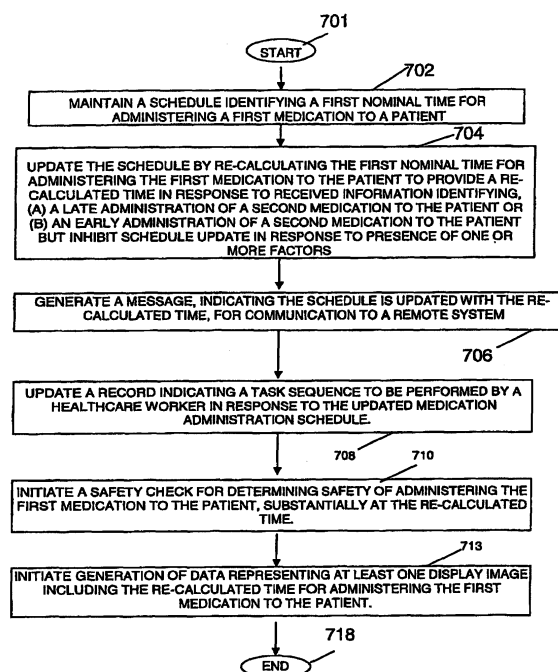 701
START
702
MAINTAIN A SCHEDULE IDENTIFYING A FIRST NOMINAL TIME FOR
ADMINISTERING A FIRST MEDICATION TO A PATIENT
704
UPDATE THE SCHEDULE BY RE-CALCULATING THE FIRST NOMINAL TIME FOR
ADMINISTERING THE FIRST MEDICATION TO THE PATIENT TO PROVIDE A RE-
CALCULATED TIME IN RESPONSE TO RECEIVED INFORMATION IDENTIFYING,
(A) A LATE ADMINISTRATION OF A SECOND MEDICATION TO THE PATIENT OR
(B) AN EARLY ADMINISTRATION OF A SECOND MEDICATION TO THE PATIENT
BUT INHIBIT SCHEDULE UPDATE IN RESPONSE TO PRESENCE OF ONE OR
MORE FACTORS
GENERATE A MESSAGE, INDICATING THE SCHEDULE IS UPDATED WITH THE RE-
CALCULATED TIME, FOR COMMUNICATION TO A REMOTE SYSTEM
706
UPDATE A RECORD INDICATING A TASK SEQUENCE TO BE PERFORMED BY A
HEALTHCARE WORKER IN RESPONSE TO THE UPDATED MEDICATION
ADMINISTRATION SCHEDULE.
708
710
INITIATE A SAFETY CHECK FOR DETERMINING SAFETY OF ADMINISTERING THE
FIRST MEDICATION TO THE PATIENT, SUBSTANTIALLY AT THE RE-CALCULATED
TIME.
713
INITIATE GENERATION OF DATA REPRESENTING AT LEAST ONE DISPLAY IMAGE
INCLUDING THE RE-CALCULATED TIME FOR ADMINISTERING THE FIRST
MEDICATION TO THE PATIENT.
718
END